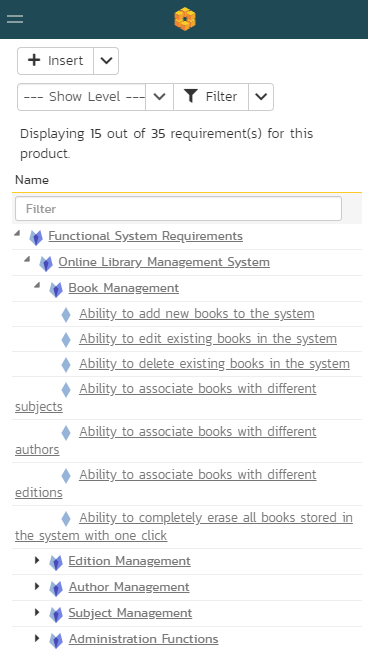 Insert
--- Show Level ---
Filter
Displaying 15 out of 35 requirement(s) for this
product.
Name
Filter
Functional System Requirements
Online Library Management System
Book Management
Ability to add new books to the system
Ability to edit existing books in the system
Ability to delete existing books in the system
Ability to associate books with different
subjects
Ability to associate books with different
authors
Ability to associate books with different
editions
Ability to completely erase all books stored in
the system with one click
Edition Management
Author Management
Subject Management
Administration Functions